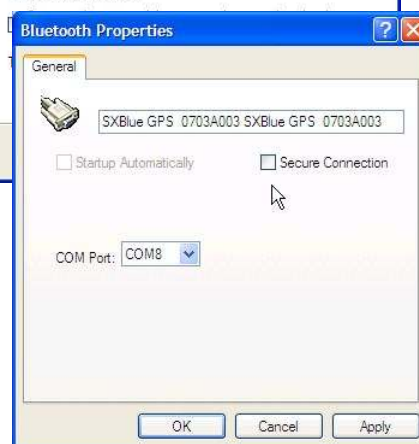 Bluetooth Properties
General
SXBlue GPS 0703A003 SXBlue GPS 0703A003
Startup Automatically
Secure Connection
COM Port: COM8
OK Cancel Apply